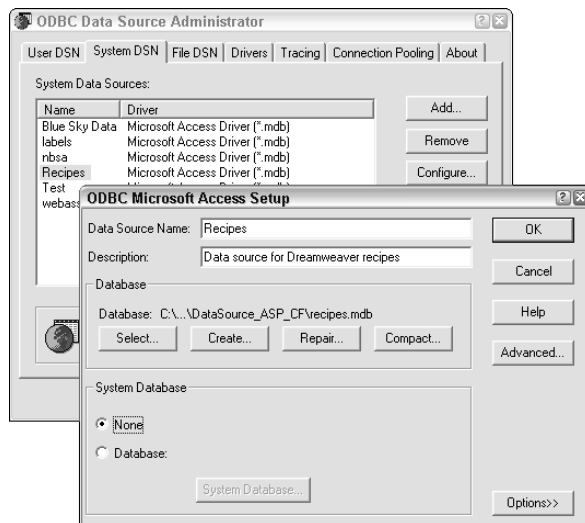 ODBC Data Source Administrator
User DSN System DSN File DSN Drivers Tracing Connection Pooling About
System Data Sources:
Name Driver
Blue Sky Data Microsoft Access Driver (*.mdb)
labels Microsoft Access Driver (*.mdb)
nbsa Microsoft Access Driver (*.mdb)
Recipes Microsoft Access Driver (*.mdb)
Test
webass
Add...
Remove
Configure...
ODBC Microsoft Access Setup
Data Source Name: Recipes
Description: Data source for Dreamweaver recipes
Database
Database: C:\...\DataSource_ASP_CF\recipes.mdb
Select... Create... Repair... Compact...
System Database
None
Database:
System Database...
OK
Cancel
Help
Advanced...
Options>>